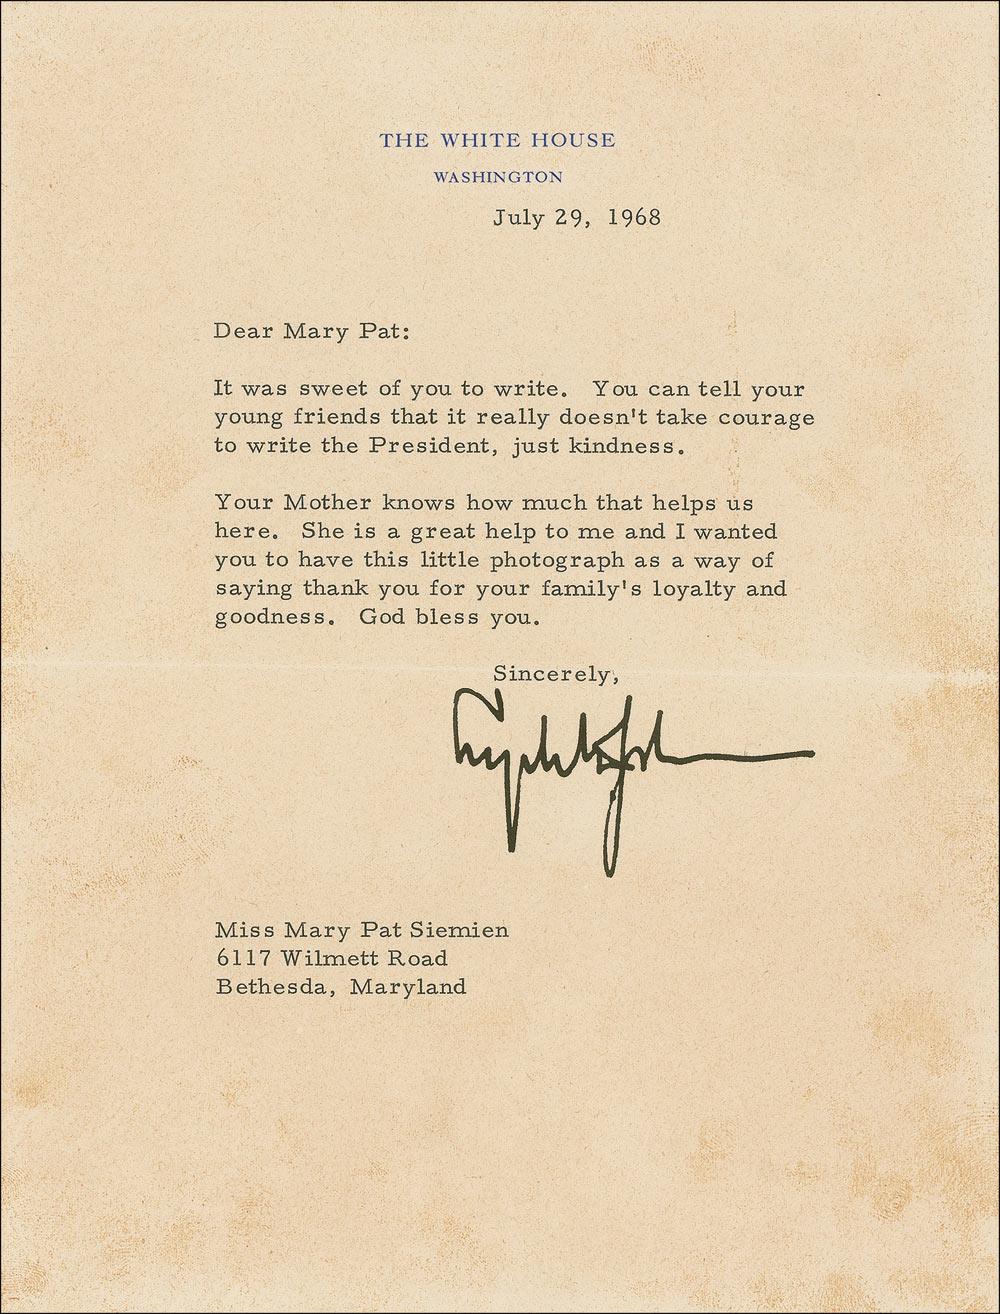 THE WHITE HOUSE
WASHINGTON
July 29, 1968
Dear Mary Pat:
It was sweet of you to write. You can tell your
young friends that it really doesn't take courage
to write the President, just kindness.
Your Mother knows how much that helps us
here. She is a great help to me and I wanted
you to have this little photograph as a way of
saying thank you for your family's loyalty and
goodness. God bless you.
Sincerely,
Miss Mary Pat Siemien
6117 Wilmett Road
Bethesda, Maryland